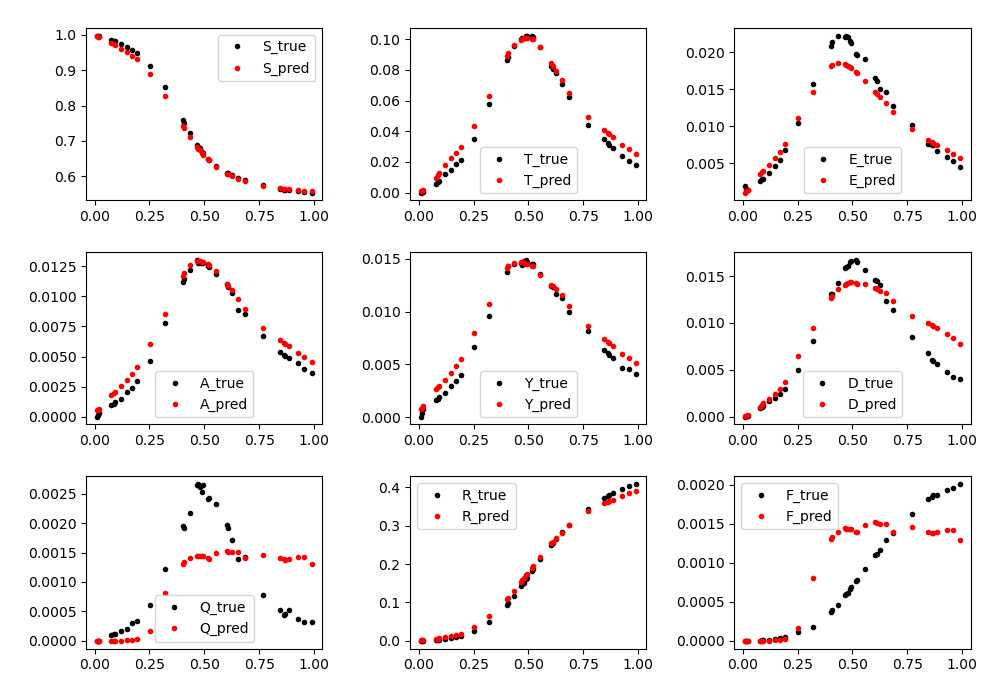 1.0
0.9
0.8
0.7
0.6
S_true
S_pred
0.00 0.25 0.50 0.75 1.00
0.10
0.08
0.06
0.04
0.02
0.00
T_true
T_pred
0.00 0.25 0.50 0.75 1.00
0.020
0.015
0.010
0.005
E_true
E_pred
0.00 0.25 0.50 0.75 1.00
0.0125
0.0100
0.0075
0.0050
0.0025
0.0000
A_true
A_pred
0.00 0.25 0.50 0.75 1.00
0.015
0.010
0.005
0.000
Y_true
Y_pred
0.00 0.25 0.50 0.75 1.00
0.015
0.010
0.005
0.000
D_true
D_pred
0.00 0.25 0.50 0.75 1.00
0.0025
0.0020
0.0015
0.0010
0.0005
0.0000
Q_true
Q_pred
0.00 0.25 0.50 0.75 1.00
0.4
0.3
0.2
0.1
0.0
R_true
R_pred
0.00 0.25 0.50 0.75 1.00
0.0020
0.0015
0.0010
0.0005
0.0000
F_true
F_pred
0.00 0.25 0.50 0.75 1.00